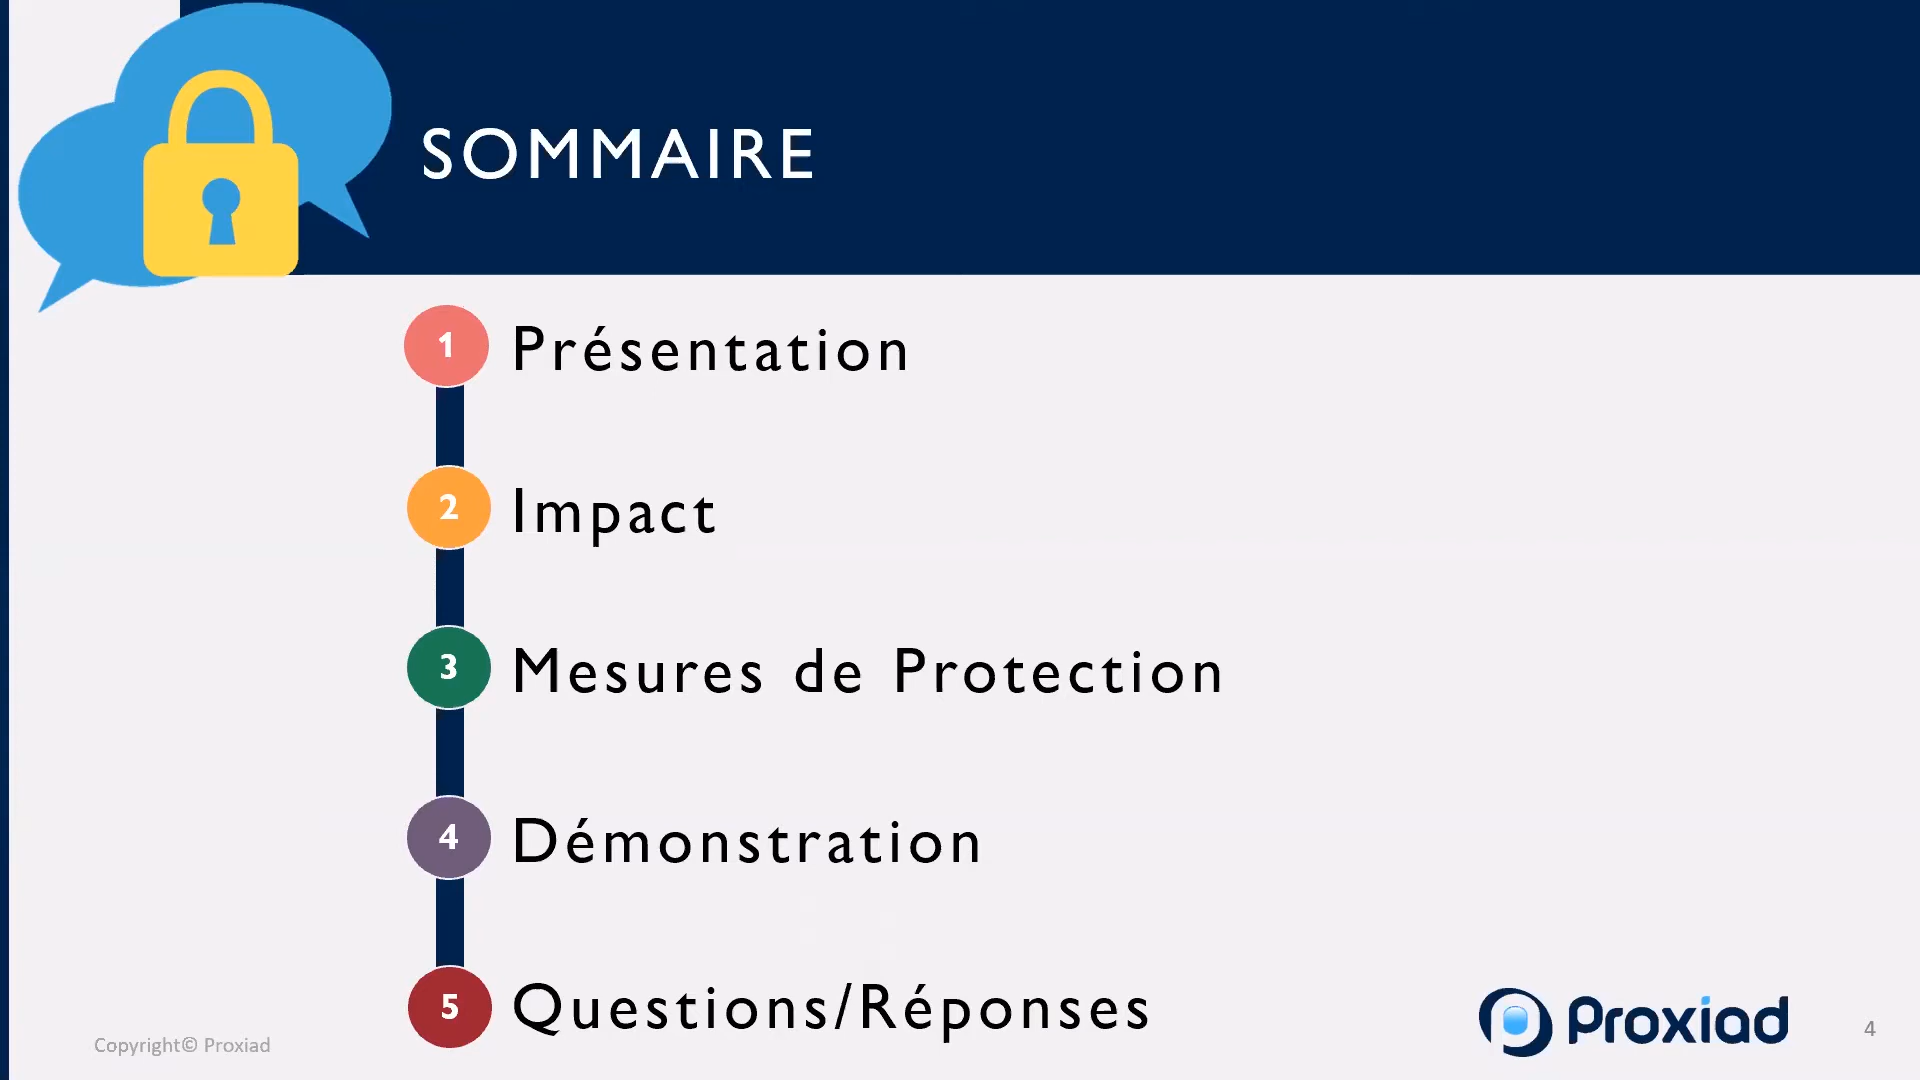 SOMMAIRE
1 Présentation
2 Impact
3 Mesures de Protection
4 Démonstration
5 Questions/Réponses
Copyright© Proxiad
Proxiad
4